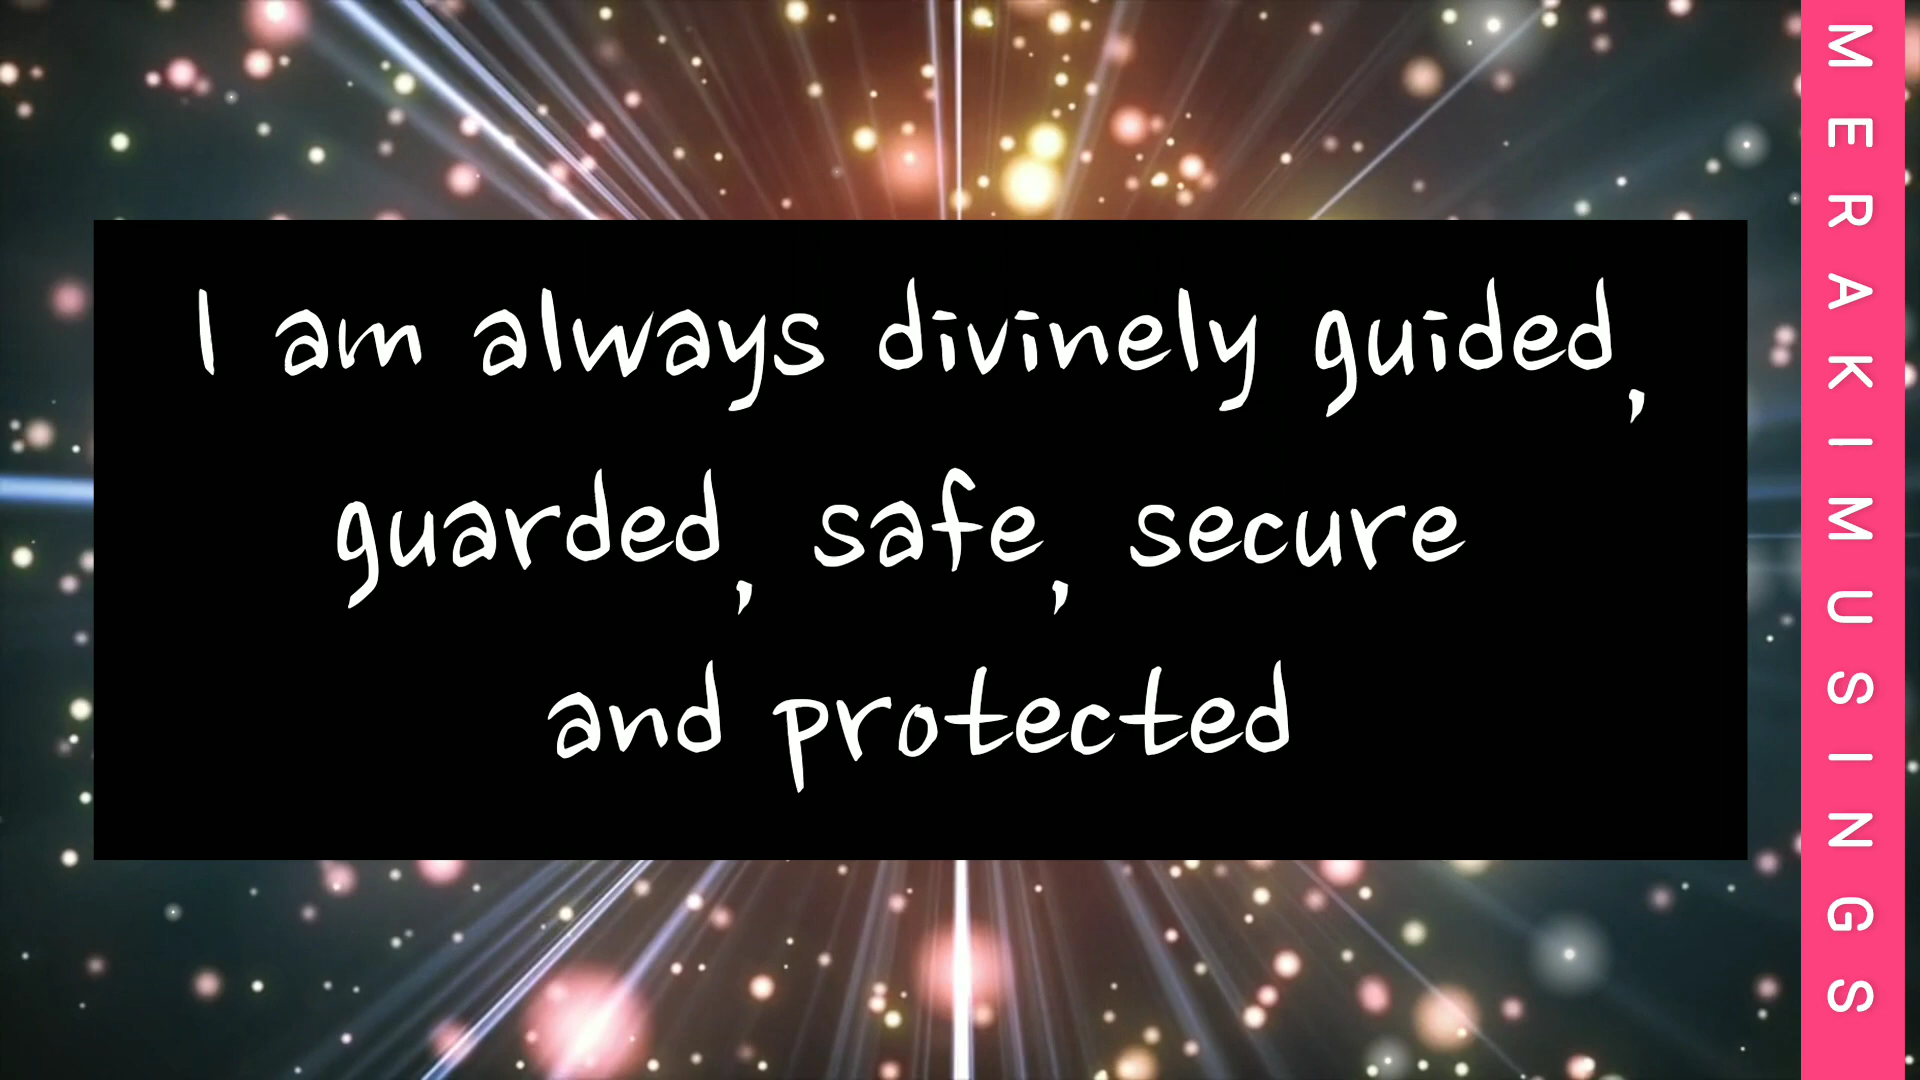 I am always divinely guided,
guarded, safe, secure
and protected
MERAKIMUSINGS